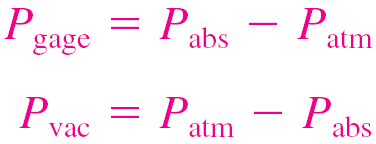 P_gage = P_abs − P_atm
P_vac = P_atm − P_abs